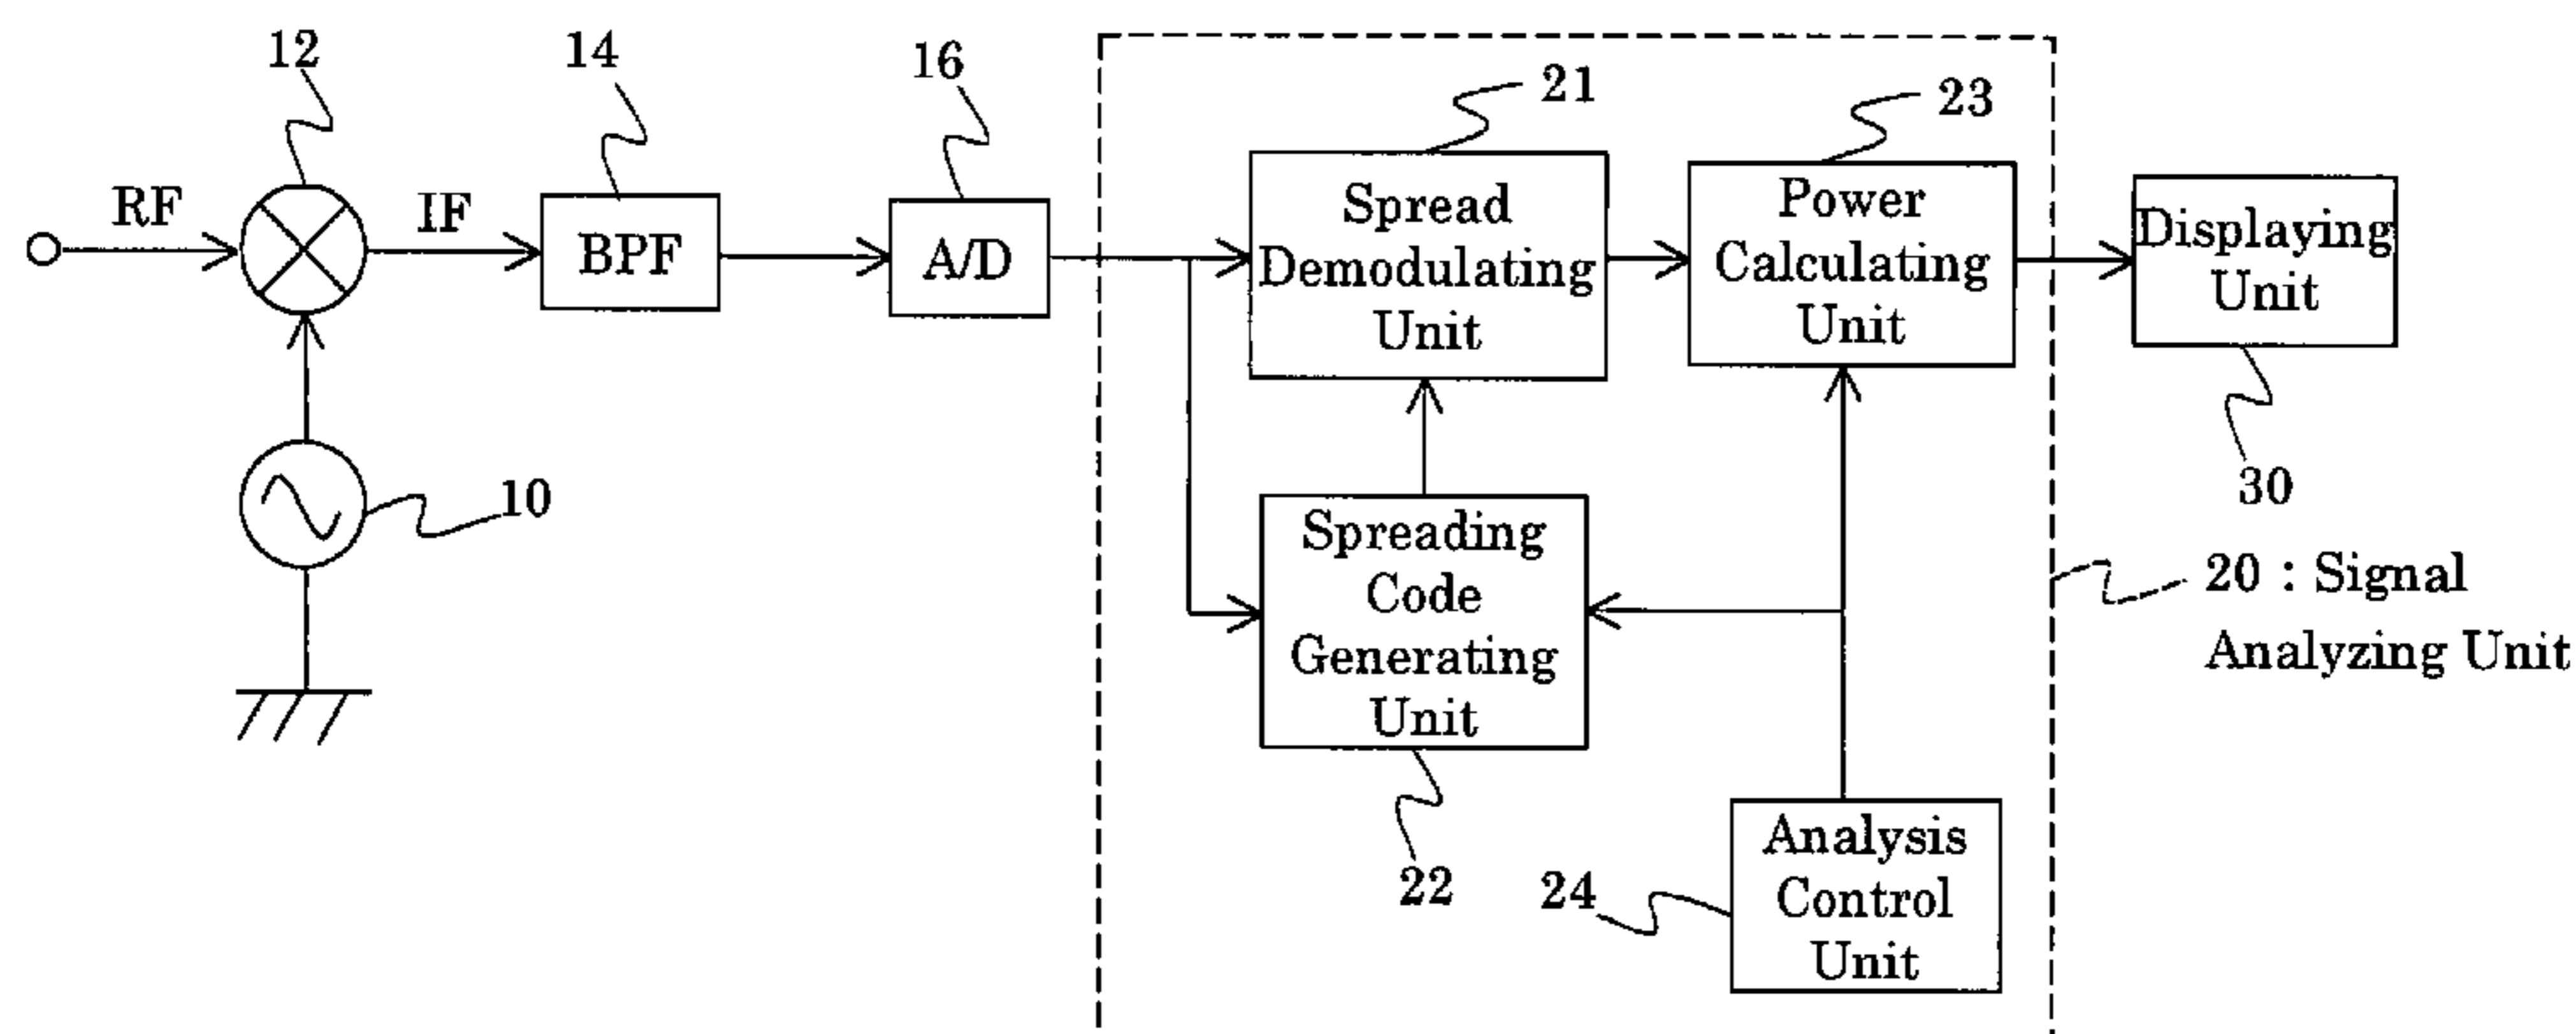 12
14
16
21
23
RF
IF
BPF
A/D
Spread
Demodulating
Unit
Power
Calculating
Unit
Displaying
Unit
10
30
Spreading
Code
Generating
Unit
20 : Signal
Analyzing Unit
22
24
Analysis
Control
Unit